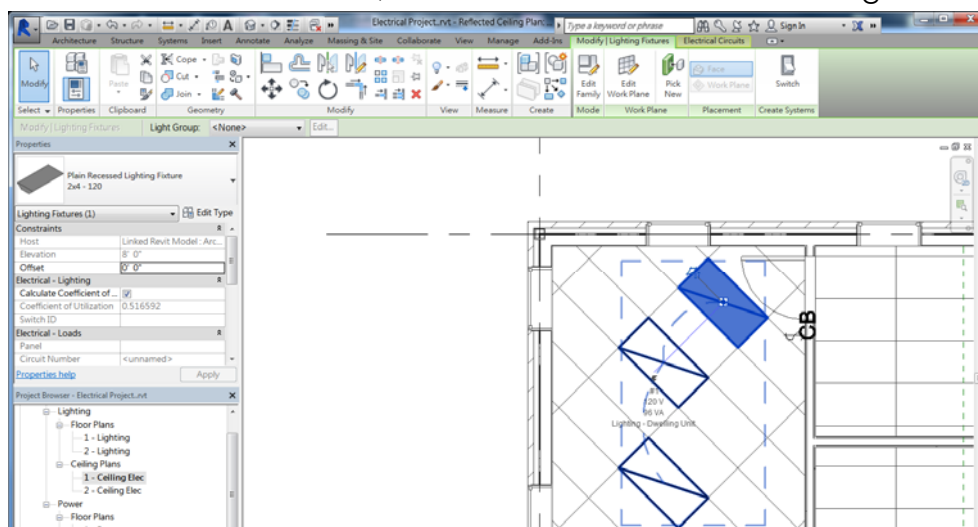 Electrical Project..rvt - Reflected Ceiling Plan:... Type a keyword or phrase Sign In
Architecture Structure Systems Insert Annotate Analyze Massing & Site Collaborate View Manage Add-Ins Modify | Lighting Fixtures Electrical Circuits
Modify Paste Cope Cut Join Edit Family Edit Work Plane Pick New Face Work Plane Switch
Select Properties Clipboard Geometry Modify View Measure Create Mode Work Plane Placement Create Systems
Modify | Lighting Fixtures Light Group: <None> Edit...
Properties
Plain Recessed Lighting Fixture
2x4 - 120
Lighting Fixtures (1) Edit Type
Constraints
Host Linked Revit Model : Arc...
Elevation 8' 0"
Offset 0' 0"
Electrical - Lighting
Calculate Coefficient of ...
Coefficient of Utilization 0.516592
Switch ID
Electrical - Loads
Panel
Circuit Number <unnamed>
Properties help Apply
Project Browser - Electrical Project..rvt
Lighting
Floor Plans
1 - Lighting
2 - Lighting
Ceiling Plans
1 - Ceiling Elec
2 - Ceiling Elec
Power
Floor Plans
CB
120 V
96 VA
Lighting - Dwelling Unit